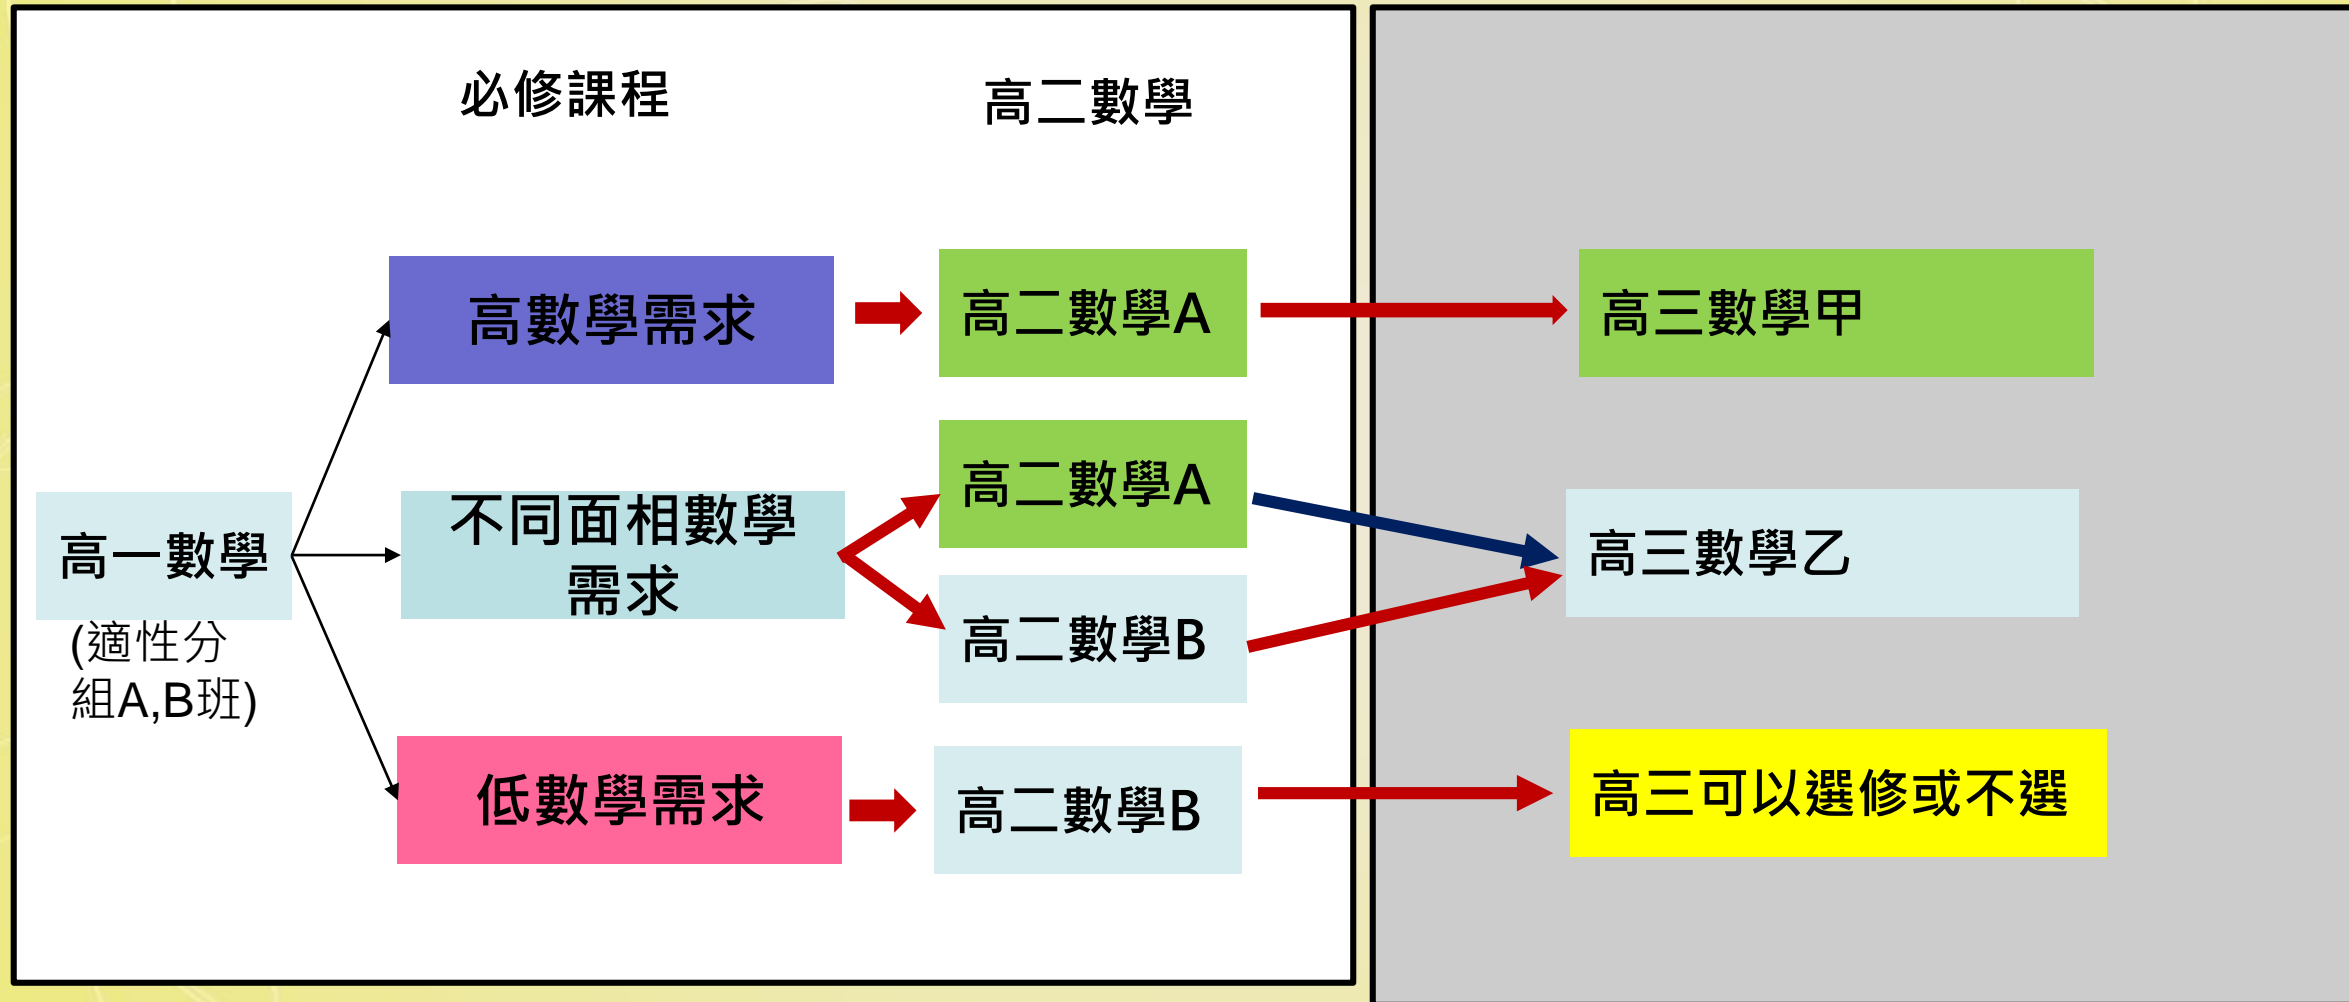 必修課程
高二數學
高數學需求
高二數學A
高三數學甲
高一數學
(適性分
組A,B班)
不同面相數學
需求
高二數學A
高二數學B
高三數學乙
低數學需求
高二數學B
高三可以選修或不選